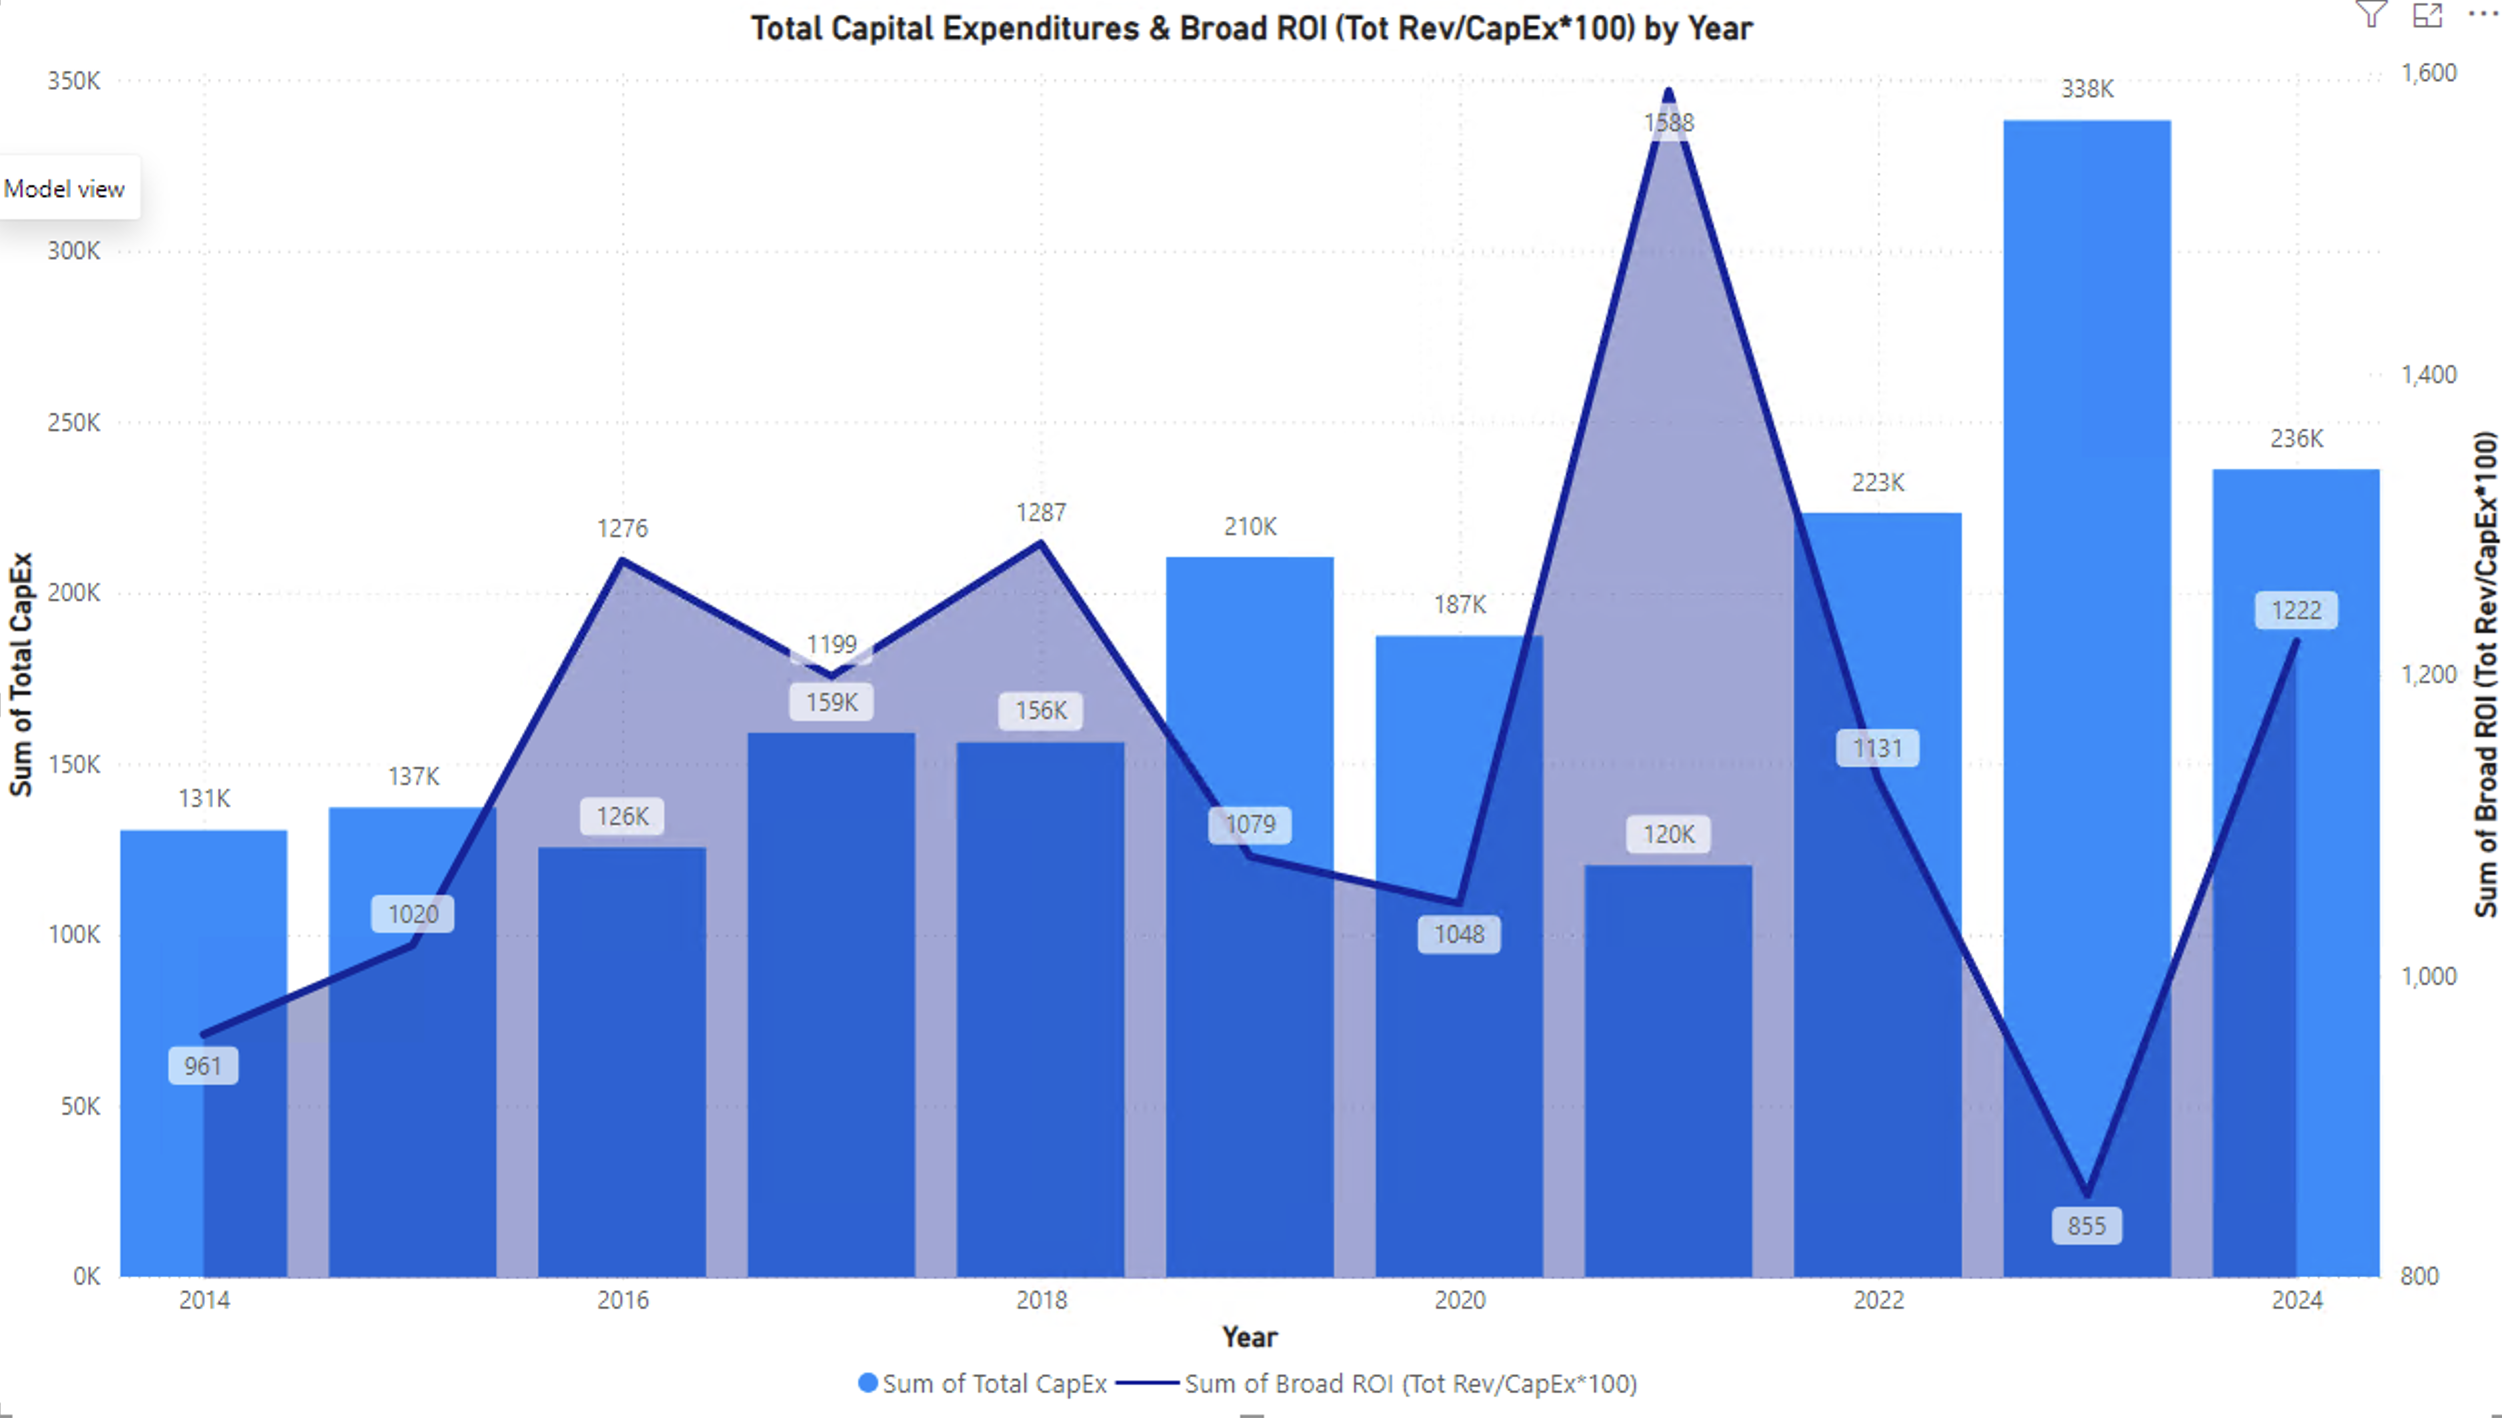 Total Capital Expenditures & Broad ROI (Tot Rev/CapEx*100) by Year
Model view
Sum of Total CapEx
350K
300K
250K
200K
150K
100K
50K
0K
131K
137K
126K
159K
156K
210K
187K
120K
223K
338K
236K
961
1020
1276
1199
1287
1079
1048
1588
1131
855
1222
1,600
1,400
1,200
1,000
800
Sum of Broad ROI (Tot Rev/CapEx*100)
2014 2016 2018 2020 2022 2024
Year
Sum of Total CapEx Sum of Broad ROI (Tot Rev/CapEx*100)